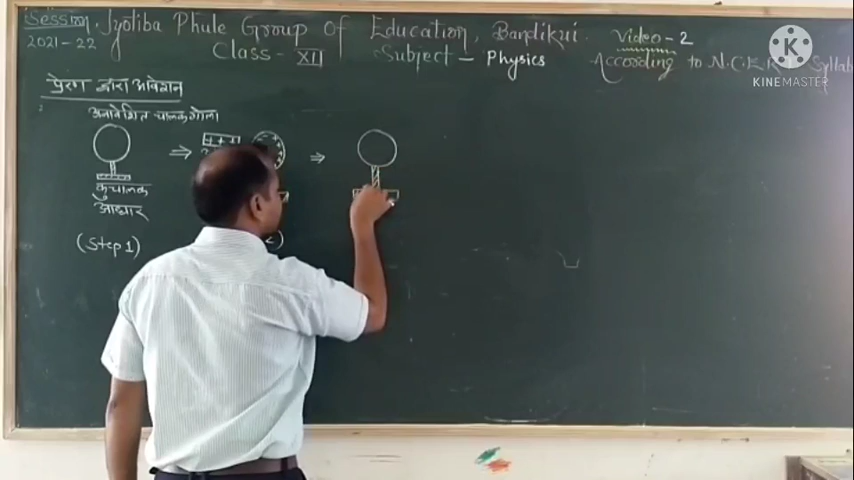 Session Jyotiba Phule Group of Education, Bandikui. Video - 2
2021-22 Class - XII Subject - Physics According to N.C.E.R.T Syllab
KINEMASTER
प्रेरण द्वारा आवेशन
अनावेशित चालक गोला
+ + +
कुचालक
आधार
(Step 1)